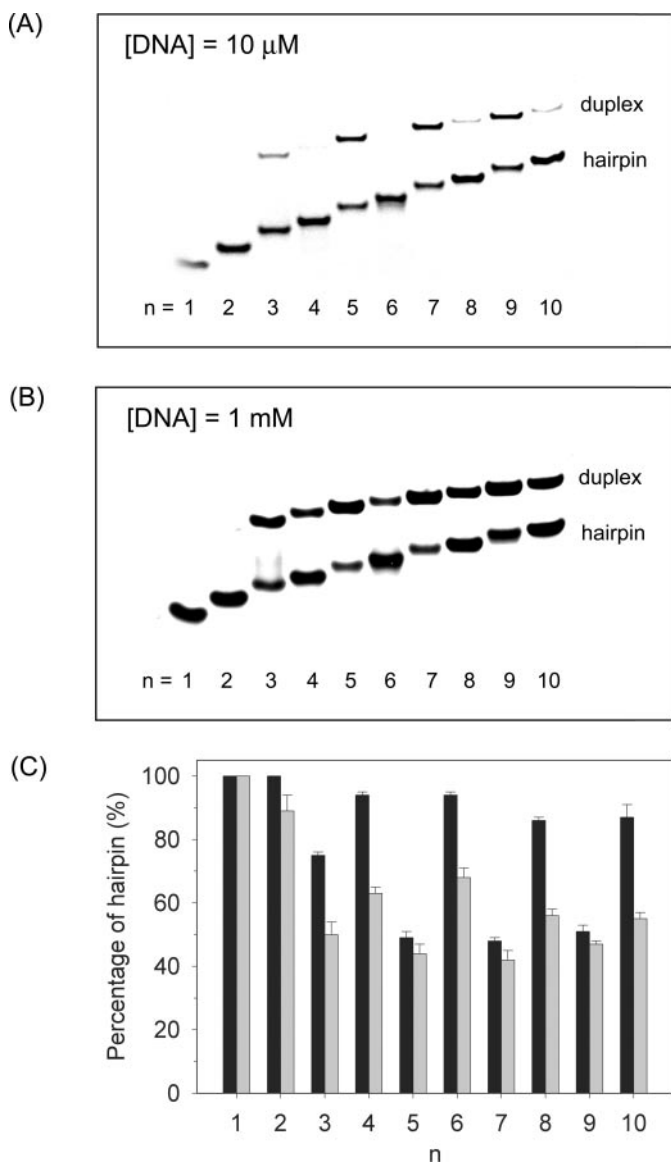 (A)
[DNA] = 10 μM
duplex
hairpin
n = 1 2 3 4 5 6 7 8 9 10
(B)
[DNA] = 1 mM
duplex
hairpin
n = 1 2 3 4 5 6 7 8 9 10
(C)
Percentage of hairpin (%)
100
80
60
40
20
0
1 2 3 4 5 6 7 8 9 10
n